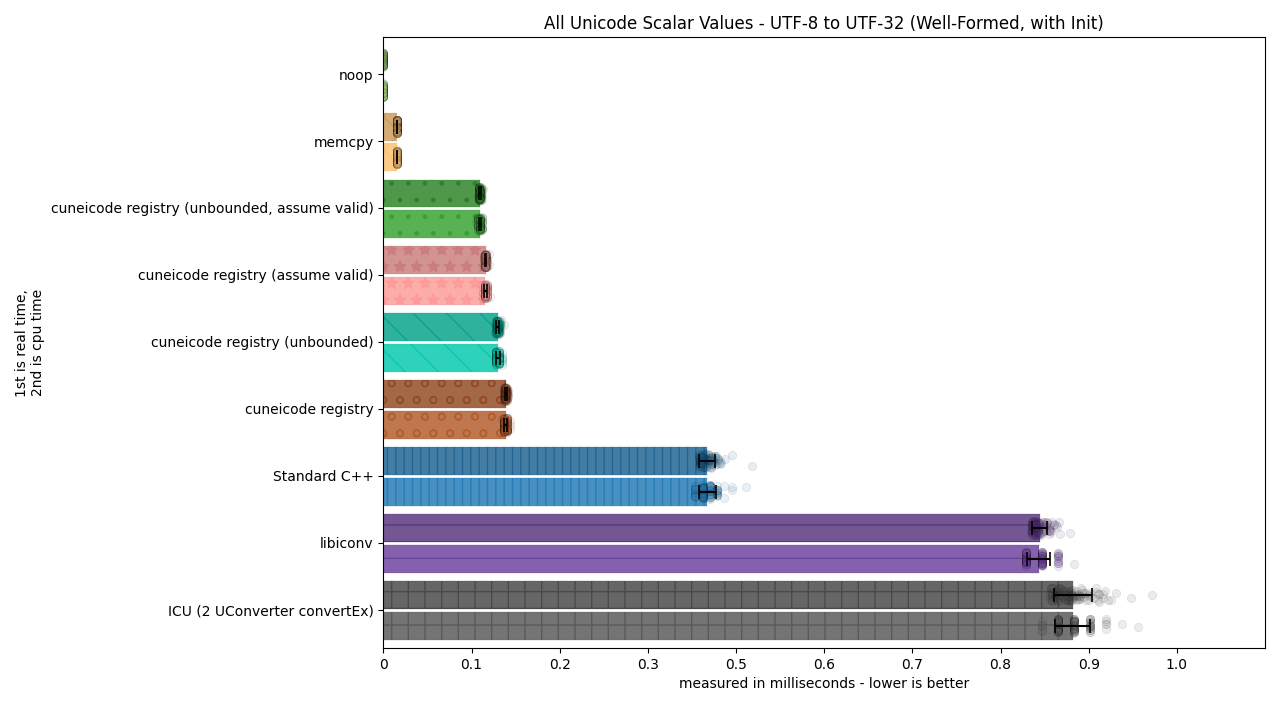 All Unicode Scalar Values - UTF-8 to UTF-32 (Well-Formed, with Init)
1st is real time,
2nd is cpu time
noop
memcpy
cuneicode registry (unbounded, assume valid)
cuneicode registry (assume valid)
cuneicode registry (unbounded)
cuneicode registry
Standard C++
libiconv
ICU (2 UConverter convertEx)
0 0.1 0.2 0.3 0.5 0.6 0.7 0.8 0.9 1.0
measured in milliseconds - lower is better